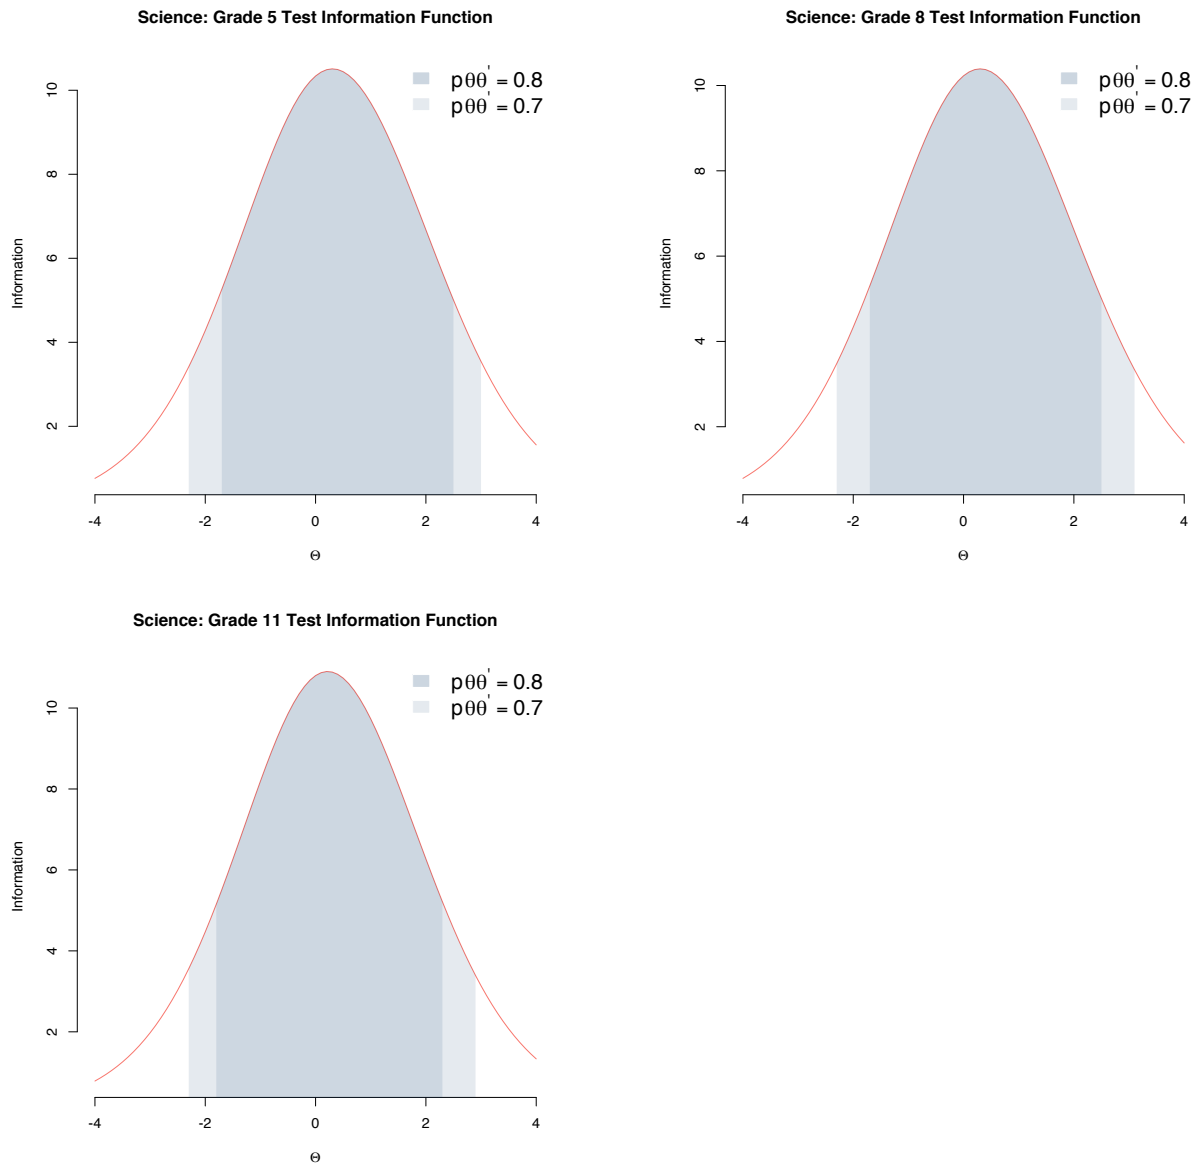 Science: Grade 5 Test Information Function
pθθ' = 0.8
pθθ' = 0.7
Information
10
8
6
4
2
-4 -2 0 2 4
Θ
Science: Grade 8 Test Information Function
pθθ' = 0.8
pθθ' = 0.7
Information
10
8
6
4
2
-4 -2 0 2 4
Θ
Science: Grade 11 Test Information Function
pθθ' = 0.8
pθθ' = 0.7
Information
10
8
6
4
2
-4 -2 0 2 4
Θ